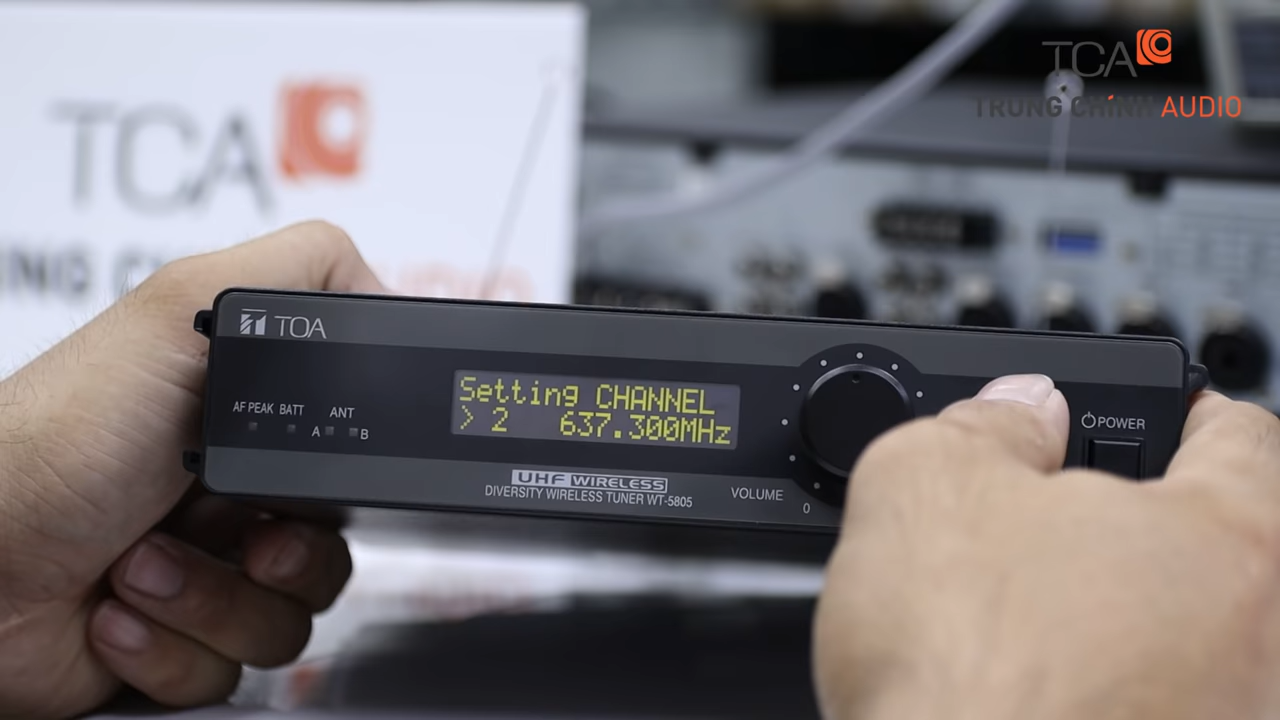 TCA
TRUNG CHÍNH AUDIO
TCA
TOA
AF PEAK BATT ANT
A B
Setting CHANNEL
> 2 637.300MHz
UHF WIRELESS
DIVERSITY WIRELESS TUNER WT-5805
VOLUME
0
POWER